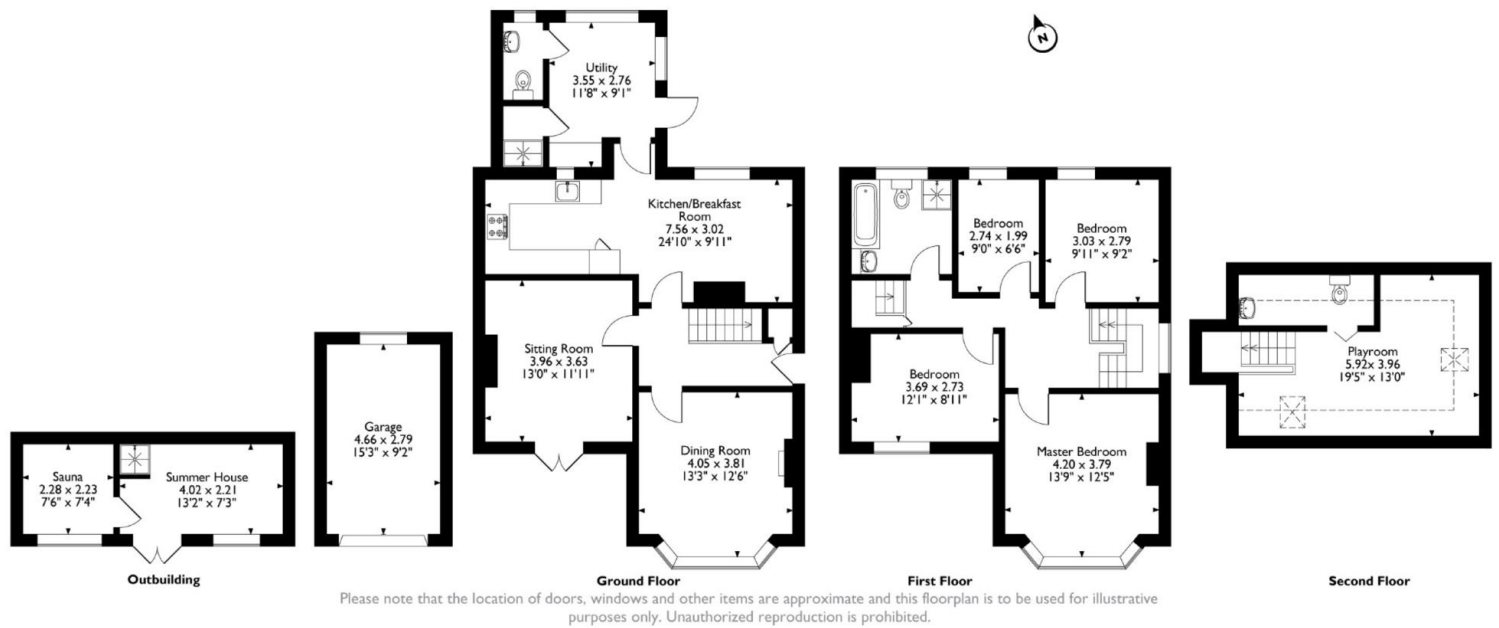 N
Utility
3.55 x 2.76
11'8" x 9'1"
Kitchen/Breakfast
Room
7.56 x 3.02
24'10" x 9'11"
Sitting Room
3.96 x 3.63
13'0" x 11'11"
Dining Room
4.05 x 3.81
13'3" x 12'6"
Ground Floor
Garage
4.66 x 2.79
15'3" x 9'2"
Sauna
2.28 x 2.23
7'6" x 7'4"
Summer House
4.02 x 2.21
13'2" x 7'3"
Outbuilding
Bedroom
2.74 x 1.99
9'0" x 6'6"
Bedroom
3.03 x 2.79
9'11" x 9'2"
Bedroom
3.69 x 2.73
12'1" x 8'11"
Master Bedroom
4.20 x 3.79
13'9" x 12'5"
First Floor
Playroom
5.92x 3.96
19'5" x 13'0"
Second Floor
Please note that the location of doors, windows and other items are approximate and this floorplan is to be used for illustrative
purposes only. Unauthorized reproduction is prohibited.